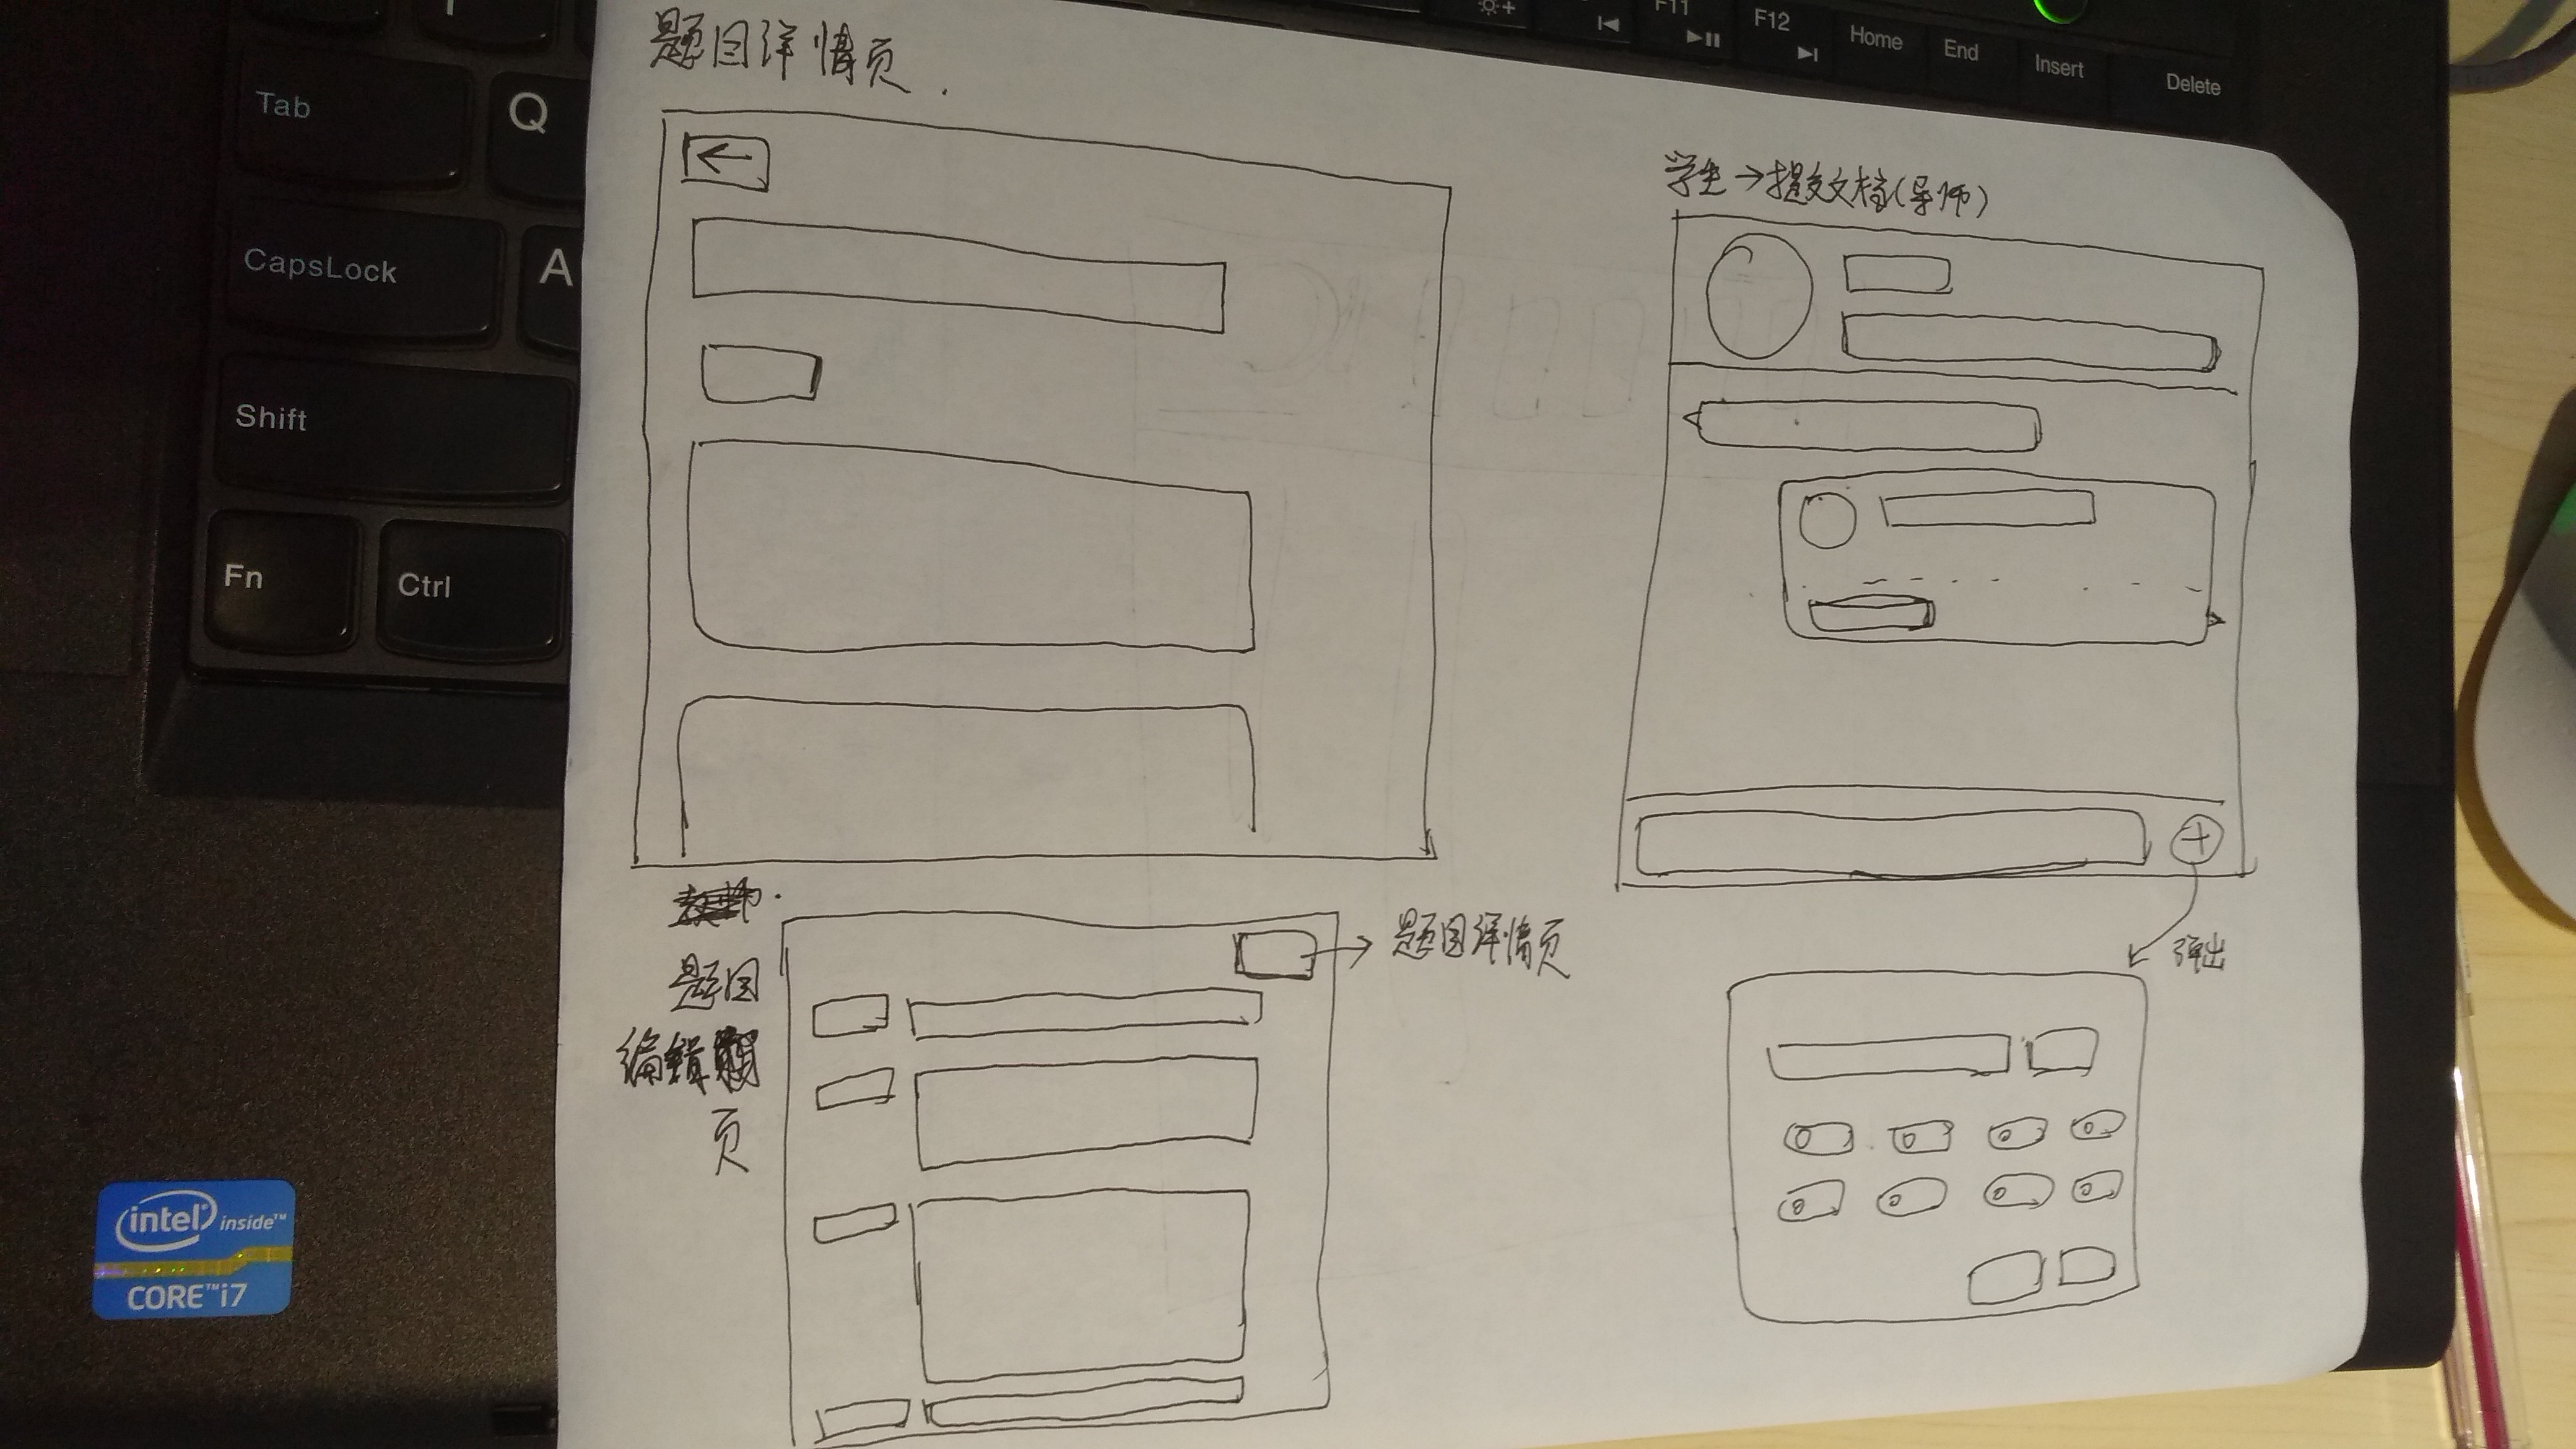 题目详情页.
学生→提交文档(导师)
弹出
→题目详情页
题目
编辑
页
F11
F12
Home
End
Insert
Delete
Tab
Q
CapsLock
A
Shift
Fn
Ctrl
intel inside™
CORE™ i7